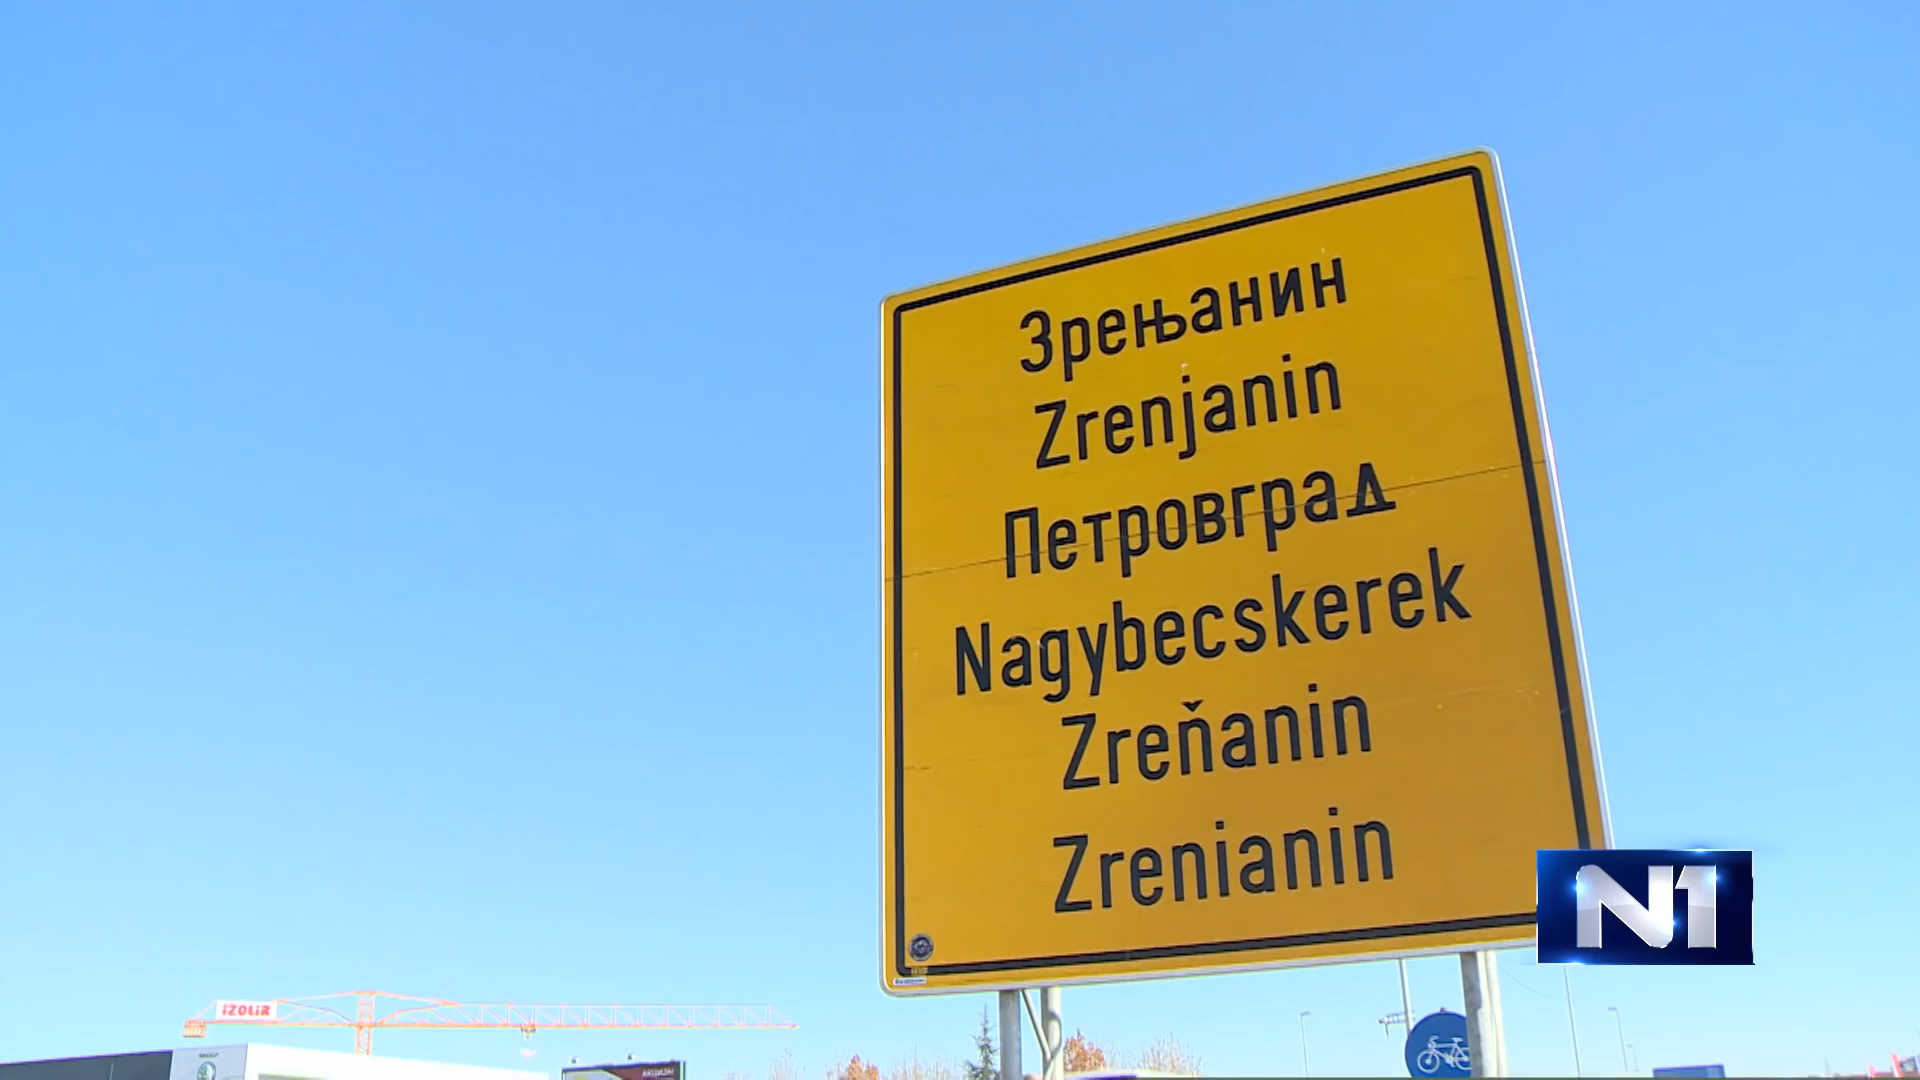 Зрењанин
Zrenjanin
Петровград
Nagybecskerek
Zreňanin
Zrenianin
N1
IZOLIR